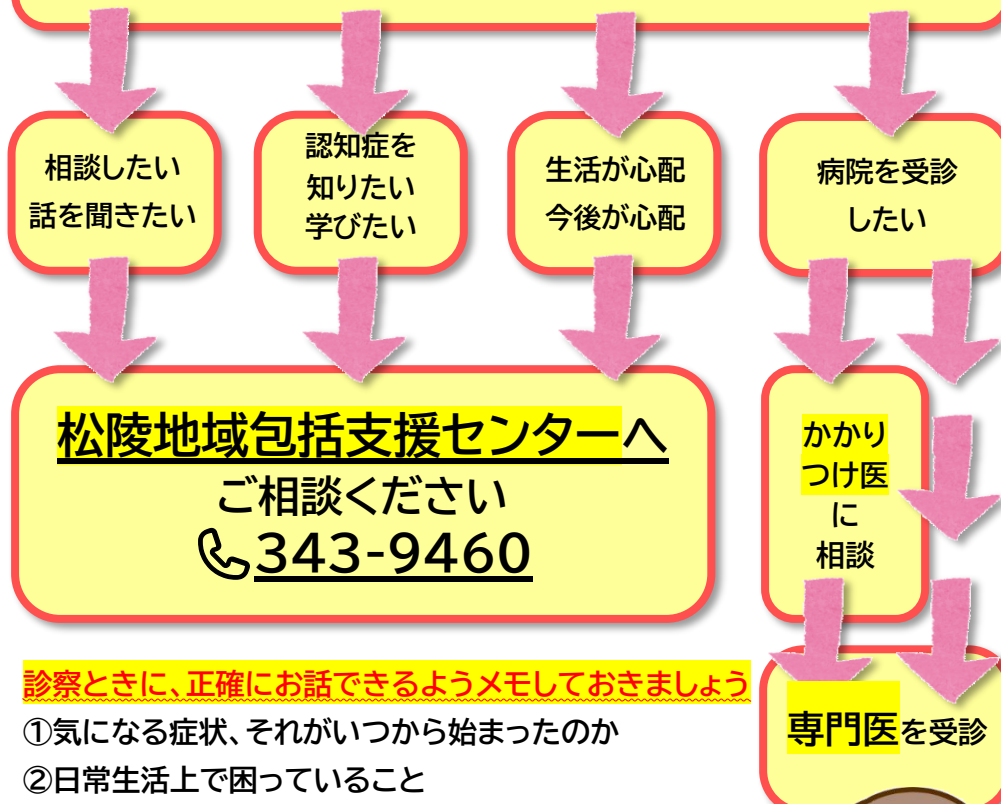 相談したい
話を聞きたい
認知症を
知りたい
学びたい
生活が心配
今後が心配
病院を受診
したい
松陵地域包括支援センターへ
ご相談ください
343-9460
かかり
つけ医
に
相談
診察ときに、正確にお話できるようメモしておきましょう
①気になる症状、それがいつから始まったのか
②日常生活上で困っていること
専門医を受診